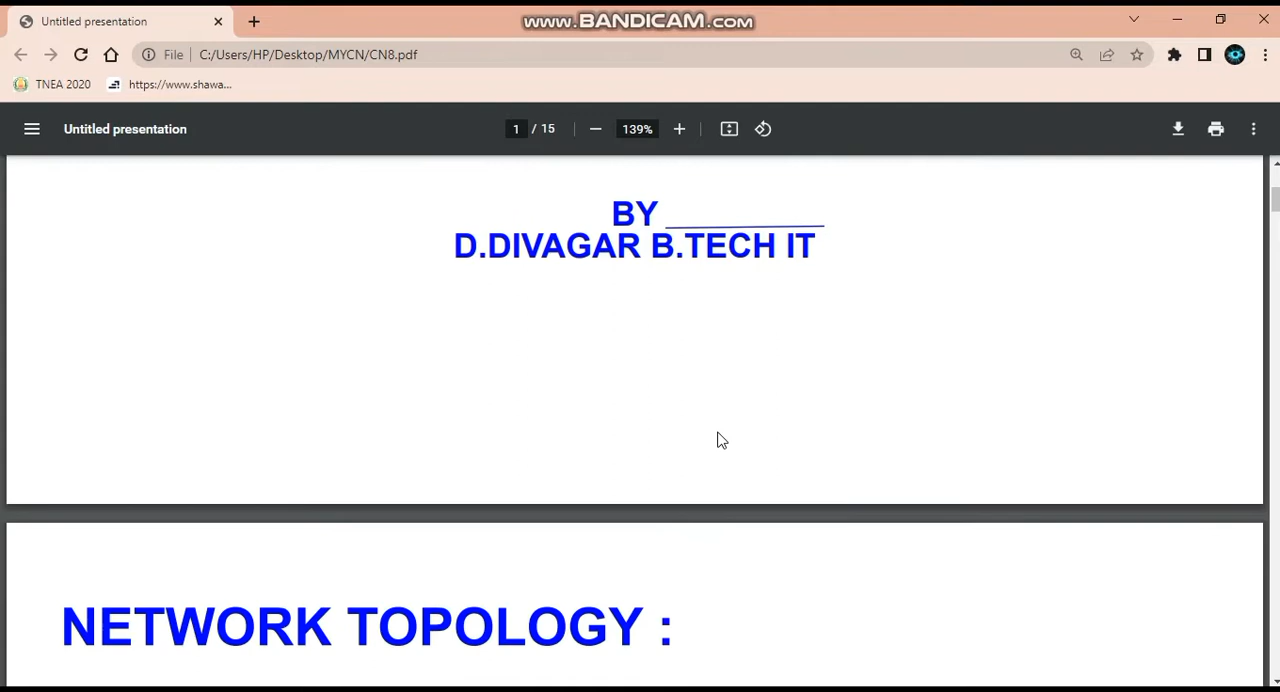 www.BANDICAM.com
Untitled presentation
File C:/Users/HP/Desktop/MYCN/CN8.pdf
TNEA 2020 https://www.shawa...
Untitled presentation 1 / 15 139%
BY
D.DIVAGAR B.TECH IT
NETWORK TOPOLOGY :